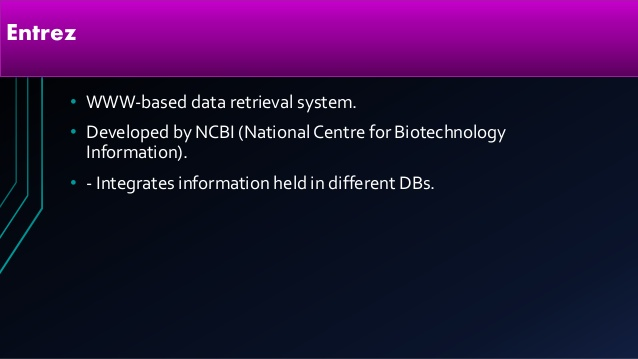 Entrez
• WWW-based data retrieval system.
• Developed by NCBI (National Centre for Biotechnology
Information).
• - Integrates information held in different DBs.